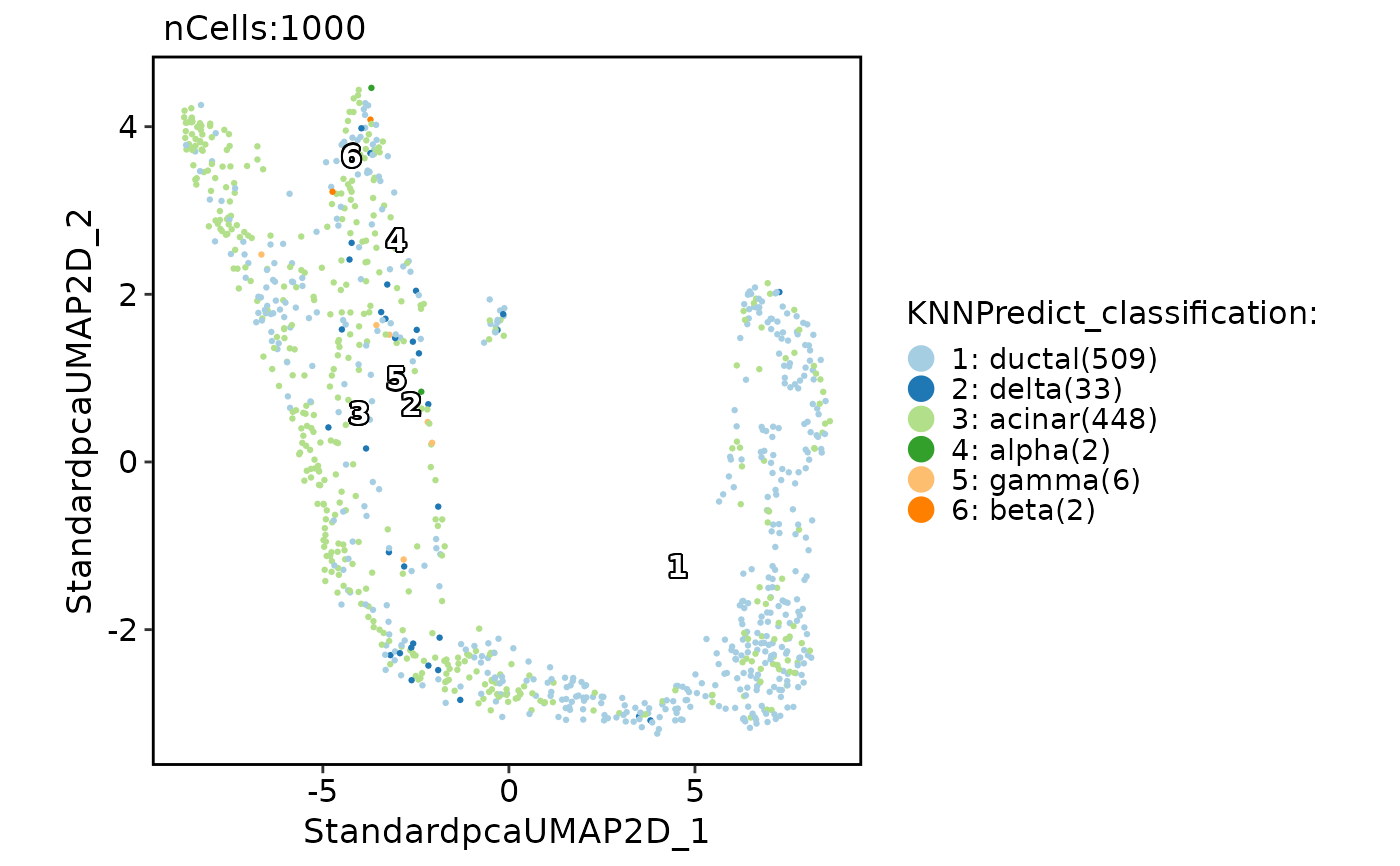 nCells:1000
4
2
0
-2
StandardpcaUMAP2D_2
6
4
5
2
3
1
-5
0
5
StandardpcaUMAP2D_1
KNNPredict_classification:
1: ductal(509)
2: delta(33)
3: acinar(448)
4: alpha(2)
5: gamma(6)
6: beta(2)